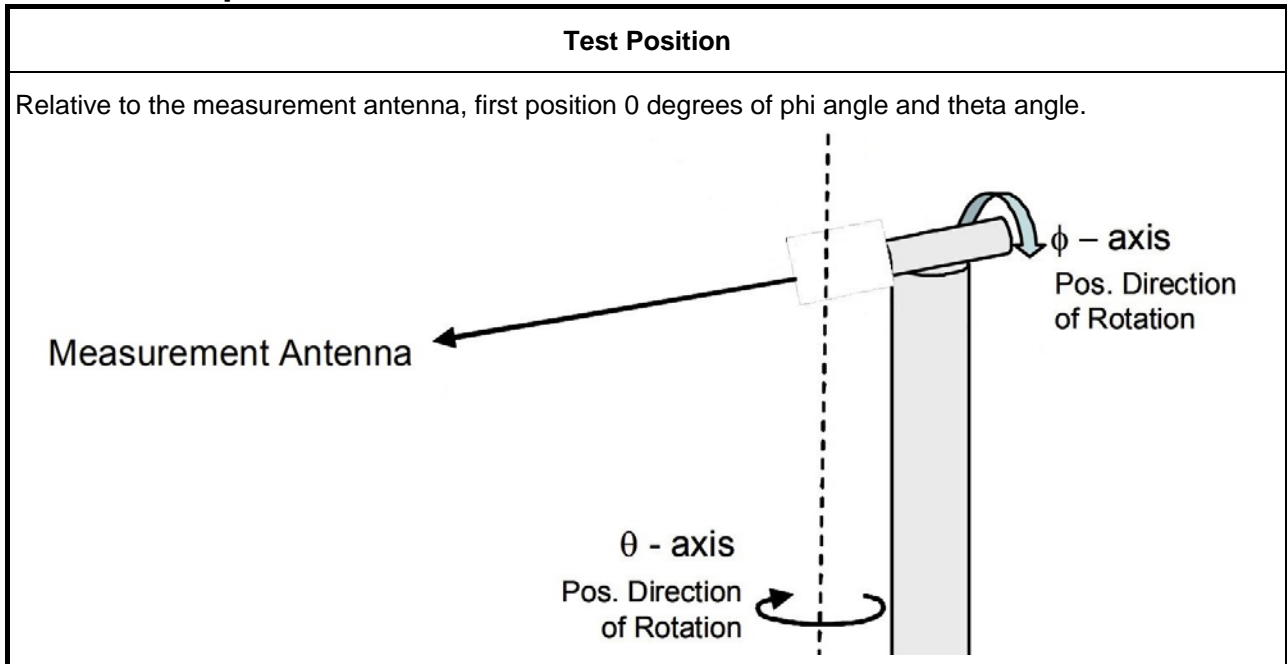 Test Position
Relative to the measurement antenna, first position 0 degrees of phi angle and theta angle.
ϕ – axis
Pos. Direction
of Rotation
Measurement Antenna
θ - axis
Pos. Direction
of Rotation